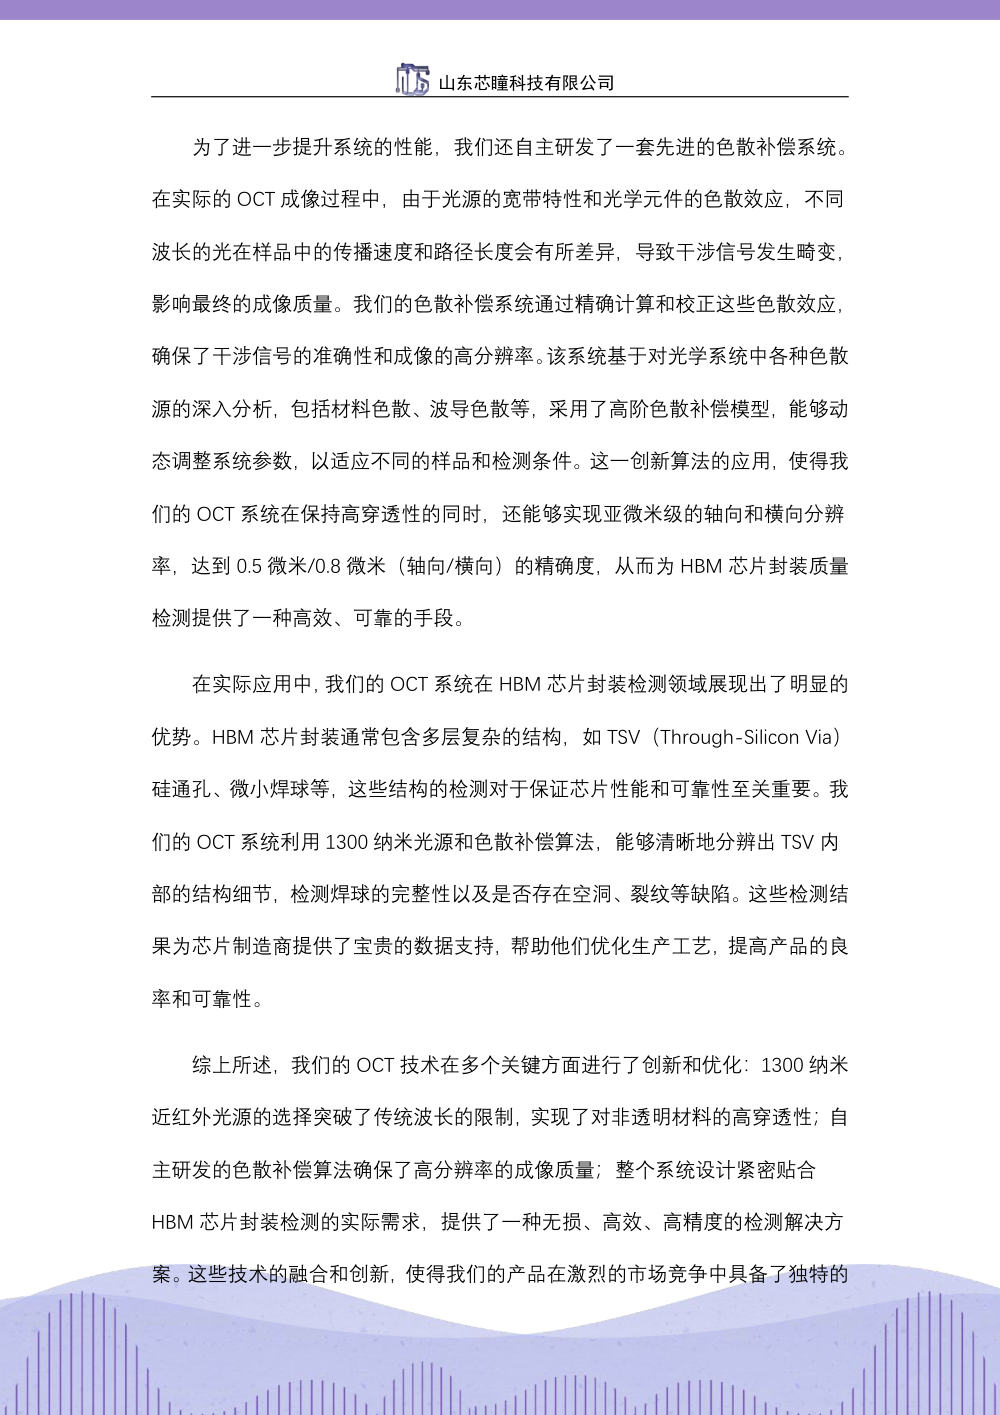 山东芯瞳科技有限公司
为了进一步提升系统的性能，我们还自主研发了一套先进的色散补偿系统。
在实际的 OCT 成像过程中，由于光源的宽带特性和光学元件的色散效应，不同
波长的光在样品中的传播速度和路径长度会有所差异，导致干涉信号发生畸变，
影响最终的成像质量。我们的色散补偿系统通过精确计算和校正这些色散效应，
确保了干涉信号的准确性和成像的高分辨率。该系统基于对光学系统中各种色散
源的深入分析，包括材料色散、波导色散等，采用了高阶色散补偿模型，能够动
态调整系统参数，以适应不同的样品和检测条件。这一创新算法的应用，使得我
们的 OCT 系统在保持高穿透性的同时，还能够实现亚微米级的轴向和横向分辨
率，达到 0.5 微米/0.8 微米（轴向/横向）的精确度，从而为 HBM 芯片封装质量
检测提供了一种高效、可靠的手段。
在实际应用中，我们的 OCT 系统在 HBM 芯片封装检测领域展现出了明显的
优势。HBM 芯片封装通常包含多层复杂的结构，如 TSV（Through-Silicon Via）
硅通孔、微小焊球等，这些结构的检测对于保证芯片性能和可靠性至关重要。我
们的 OCT 系统利用 1300 纳米光源和色散补偿算法，能够清晰地分辨出 TSV 内
部的结构细节，检测焊球的完整性以及是否存在空洞、裂纹等缺陷。这些检测结
果为芯片制造商提供了宝贵的数据支持，帮助他们优化生产工艺，提高产品的良
率和可靠性。
综上所述，我们的 OCT 技术在多个关键方面进行了创新和优化：1300 纳米
近红外光源的选择突破了传统波长的限制，实现了对非透明材料的高穿透性；自
主研发的色散补偿算法确保了高分辨率的成像质量；整个系统设计紧密贴合
HBM 芯片封装检测的实际需求，提供了一种无损、高效、高精度的检测解决方
案。这些技术的融合和创新，使得我们的产品在激烈的市场竞争中具备了独特的